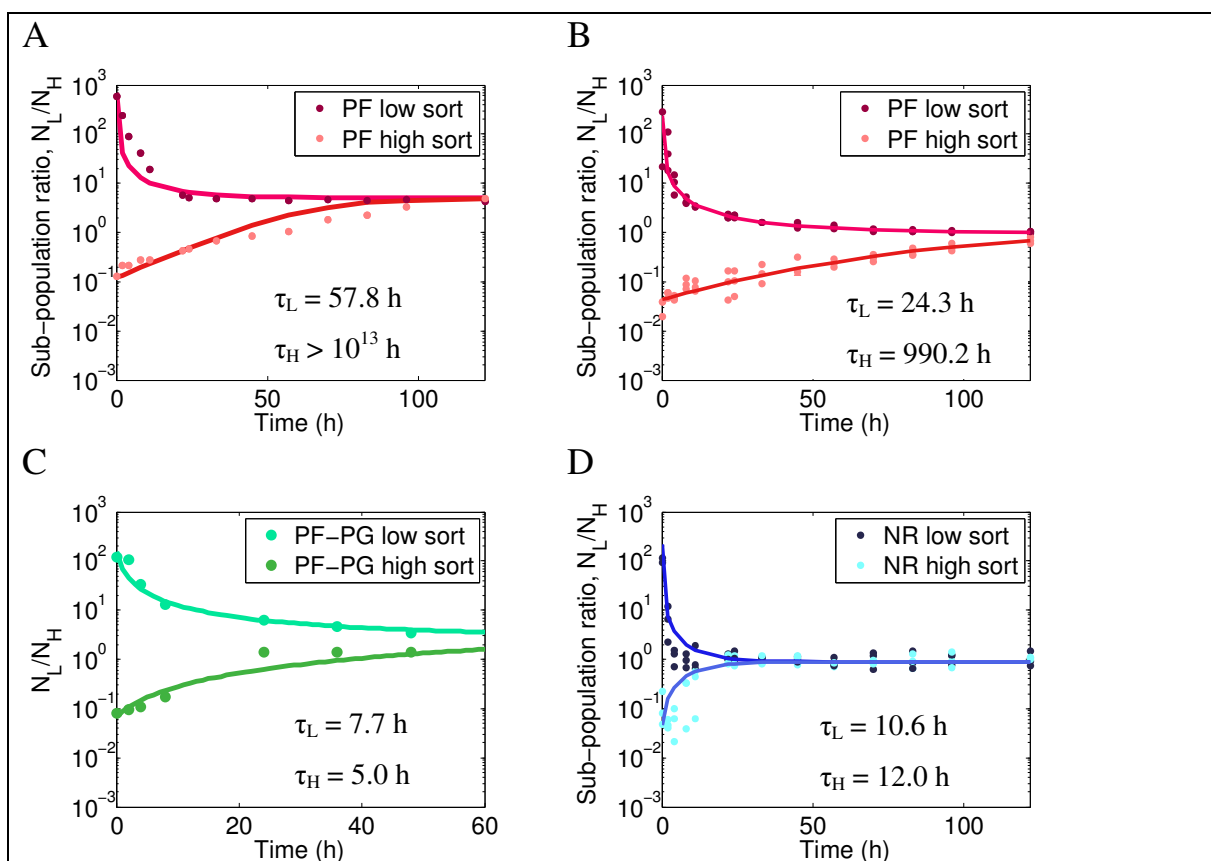 A
Sub-population ratio, N_L/N_H
10^3
10^2
10^1
10^0
10^-1
10^-2
10^-3
PF low sort
PF high sort
τ_L = 57.8 h
τ_H > 10^13 h
0 50 100
Time (h)
B
Sub-population ratio, N_L/N_H
10^3
10^2
10^1
10^0
10^-1
10^-2
10^-3
PF low sort
PF high sort
τ_L = 24.3 h
τ_H = 990.2 h
0 50 100
Time (h)
C
N_L/N_H
10^3
10^2
10^1
10^0
10^-1
10^-2
10^-3
PF-PG low sort
PF-PG high sort
τ_L = 7.7 h
τ_H = 5.0 h
0 20 40 60
Time (h)
D
Sub-population ratio, N_L/N_H
10^3
10^2
10^1
10^0
10^-1
10^-2
10^-3
NR low sort
NR high sort
τ_L = 10.6 h
τ_H = 12.0 h
0 50 100
Time (h)